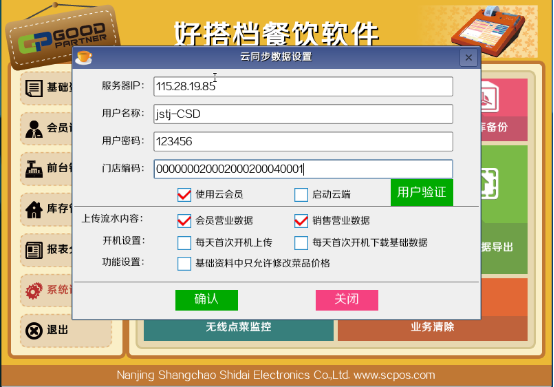 GOOD
PARTNER
好搭档餐饮软件
云同步数据设置
服务器IP: 115.28.19.85
用户名称: jstj-CSD
用户密码: 123456
门店编码: 000000020002000200040001
使用云会员 启动云端 用户验证
上传流水内容: 会员营业数据 销售营业数据
开机设置: 每天首次开机上传 每天首次开机下载基础数据
功能设置: 基础资料中只允许修改菜品价格
确认 关闭
基础
会员
前台
库存
报表
系统
退出
库备份
据导出
无线点菜监控 业务清除
Nanjing Shangchao Shidai Electronics Co.,Ltd. www.scpos.com